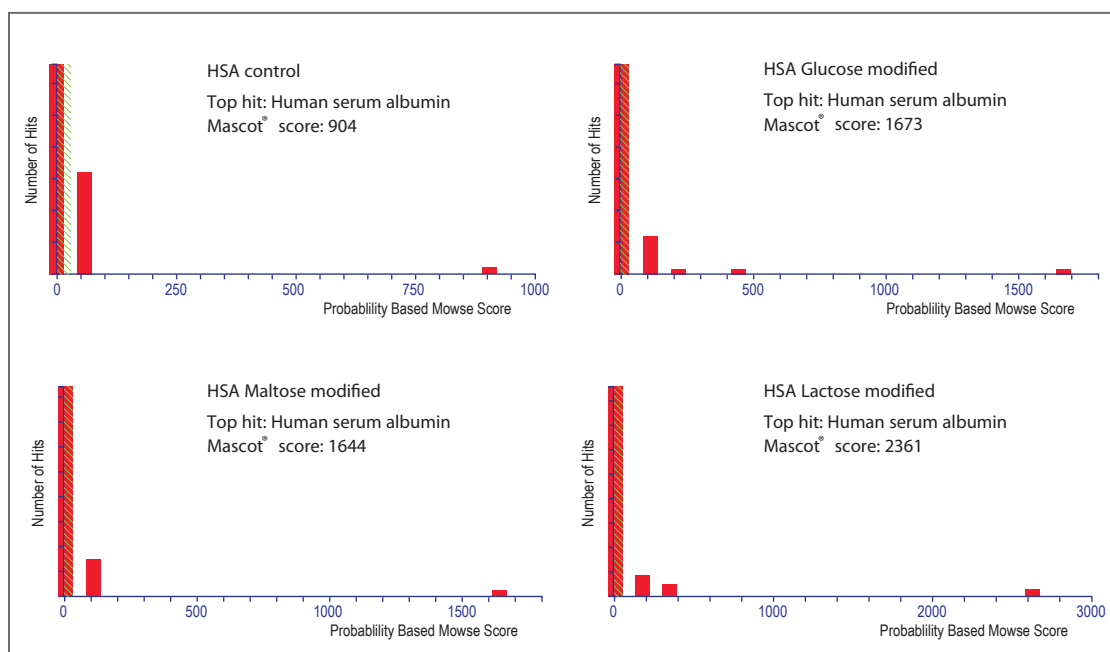 HSA control
Top hit: Human serum albumin
Mascot® score: 904
Number of Hits
0 250 500 750 1000
Probablility Based Mowse Score
HSA Glucose modified
Top hit: Human serum albumin
Mascot® score: 1673
Number of Hits
0 500 1000 1500
Probablility Based Mowse Score
HSA Maltose modified
Top hit: Human serum albumin
Mascot® score: 1644
Number of Hits
0 500 1000 1500
Probablility Based Mowse Score
HSA Lactose modified
Top hit: Human serum albumin
Mascot® score: 2361
Number of Hits
0 1000 2000 3000
Probablility Based Mowse Score